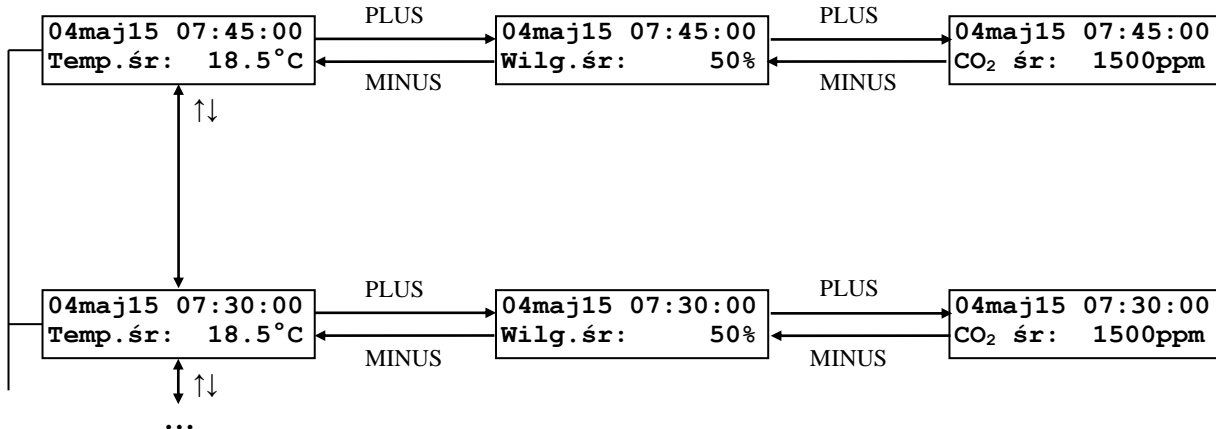 PLUS
PLUS
04maj15 07:45:00
Temp.śr: 18.5°C
04maj15 07:45:00
Wilg.śr: 50%
04maj15 07:45:00
CO₂ śr: 1500ppm
MINUS
MINUS
↑↓
PLUS
PLUS
04maj15 07:30:00
Temp.śr: 18.5°C
04maj15 07:30:00
Wilg.śr: 50%
04maj15 07:30:00
CO₂ śr: 1500ppm
MINUS
MINUS
↑↓
...